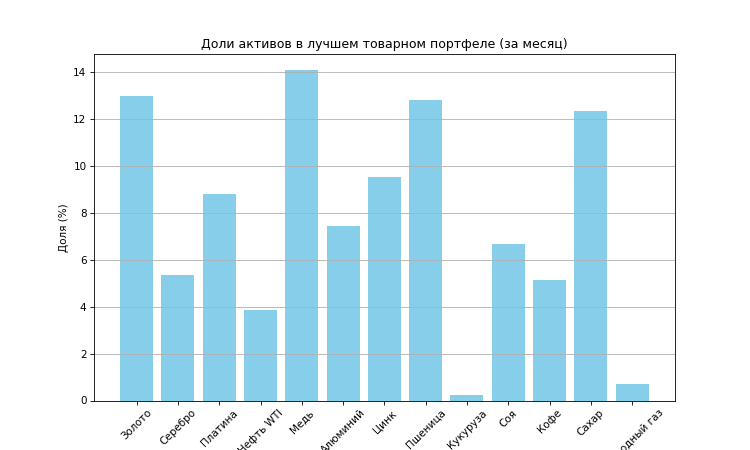 Доли активов в лучшем товарном портфеле (за месяц)
Доля (%)
14
12
10
8
6
4
2
0
Золото
Серебро
Платина
Нефть WTI
Медь
Алюминий
Цинк
Пшеница
Кукуруза
Соя
Кофе
Сахар
газ